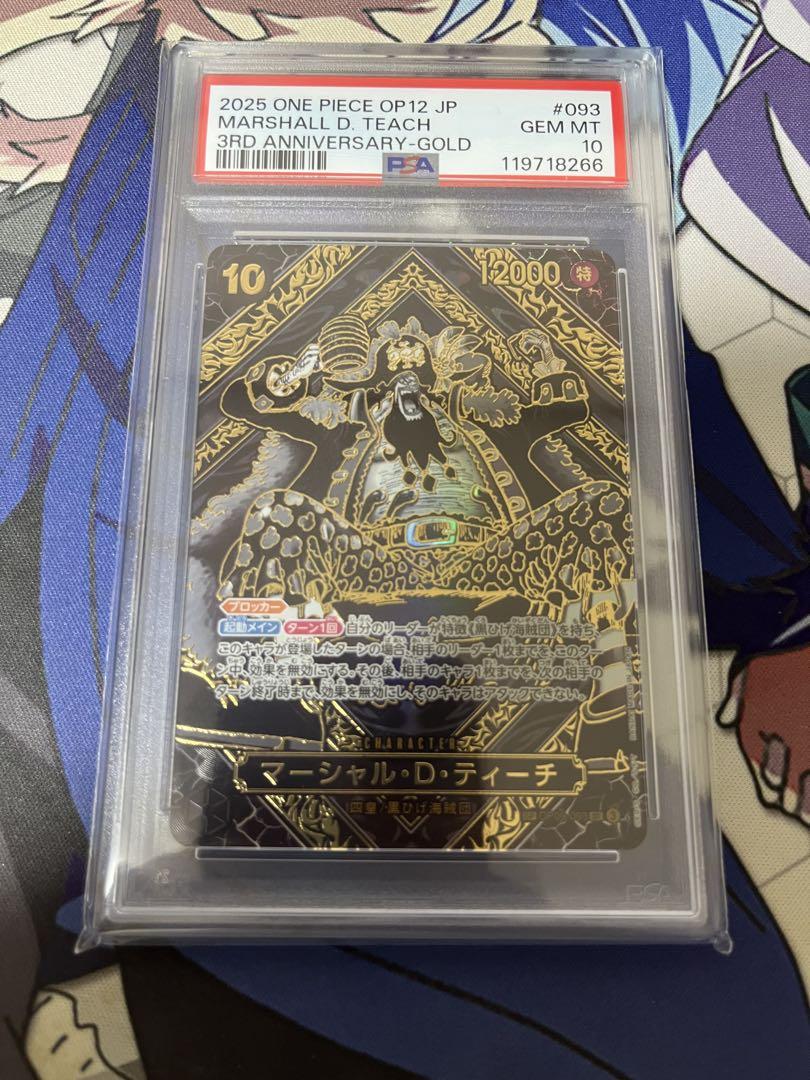 2025 ONE PIECE OP12 JP #093
MARSHALL D. TEACH GEM MT
3RD ANNIVERSARY-GOLD 10
PSA 119718266
10 12000 特
ブロッカー
起動メイン ターン1回 自分のリーダーが特徴《黒ひげ海賊団》を持ち、
このキャラが登場したターンの場合、相手のリーダー1枚までを、このター
ン中、効果を無効にする。その後、相手のキャラ1枚までを、次の相手の
ターン終了時まで、効果を無効にし、そのキャラはアタックできない。
CHARACTER
マーシャル・D・ティーチ
四皇/黒ひげ海賊団
PSA